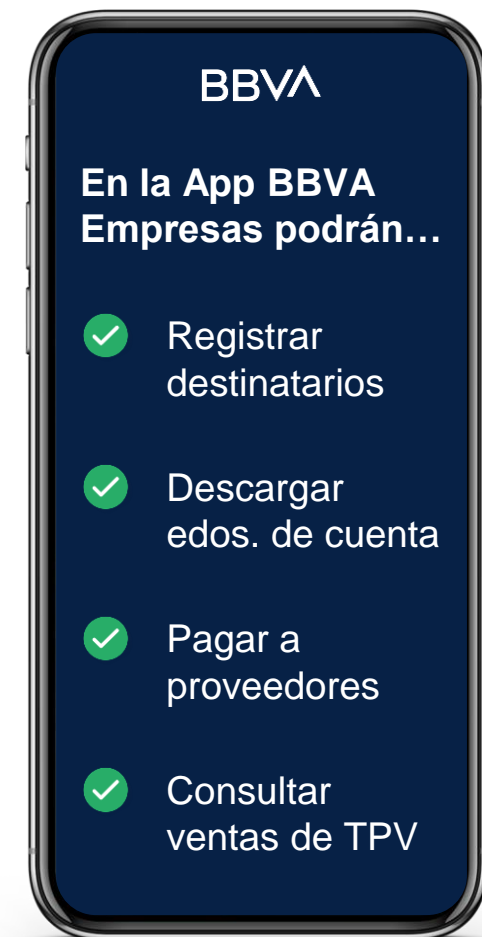 BBVA
En la App BBVA
Empresas podrán…
Registrar
destinatarios
Descargar
edos. de cuenta
Pagar a
proveedores
Consultar
ventas de TPV